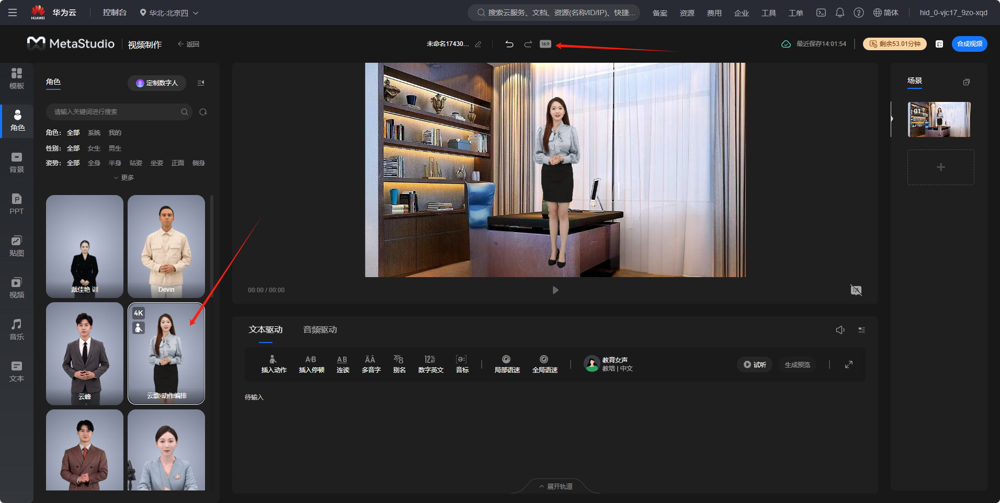 HUAWEI
华为云
控制台
华北-北京四
搜索云服务、文档、资源(名称/ID/IP)、快捷...
备案
资源
费用
企业
工具
工单
简体
hid_0-vjc17_9zo-xqd
MetaStudio
视频制作
返回
未命名17430...
16:9
最近保存14:01:54
剩余53.01分钟
合成视频
模板
角色
背景
PPT
贴图
视频
音乐
文本
角色
定制数字人
请输入关键词进行搜索
角色: 全部 系统 我的
性别: 全部 女生 男生
姿势: 全部 全身 半身 站姿 坐姿 正面 侧身
更多
戴佳艳 训
Devin
云峰
4K
云歌-动作编排
00:00 / 00:00
场景
01
+
文本驱动
音频驱动
插入动作
插入停顿
连读
多音字
别名
数字英文
音标
局部语速
全局语速
教育女声
教培 | 中文
试听
生成预览
待输入
展开轨道